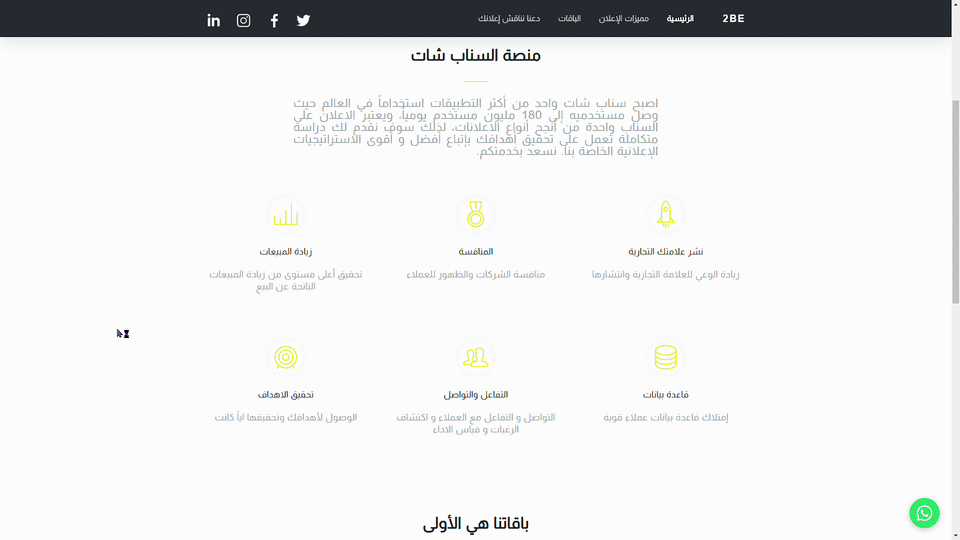 2BE
الرئيسية
مميزات الإعلان
الباقات
دعنا نناقش إعلانك
منصة السناب شات
اصبح سناب شات واحد من أكثر التطبيقات استخداماً في العالم حيث
وصل مستخدميه إلى 180 مليون مستخدم يومياً، ويعتبر الاعلان على
السناب واحدة من أنجح أنواع الاعلانات، لذلك سوف نقدم لك دراسة
متكاملة تعمل على تحقيق أهدافك بإتباع أفضل و أقوى الاستراتيجيات
الإعلانية الخاصة بنا. نسعد بخدمتكم.
نشر علامتك التجارية
زيادة الوعي للعلامة التجارية وانتشارها
المنافسة
منافسة الشركات والظهور للعملاء
زيادة المبيعات
تحقيق أعلى مستوى من زيادة المبيعات
الناتجة عن البيع
قاعدة بيانات
إمتلاك قاعدة بيانات عملاء قوية
التفاعل والتواصل
التواصل و التفاعل مع العملاء و اكتشاف
الرغبات و قياس الاداء
تحقيق الاهداف
الوصول لأهدافك وتحقيقها اياً كانت
باقاتنا هي الأولى